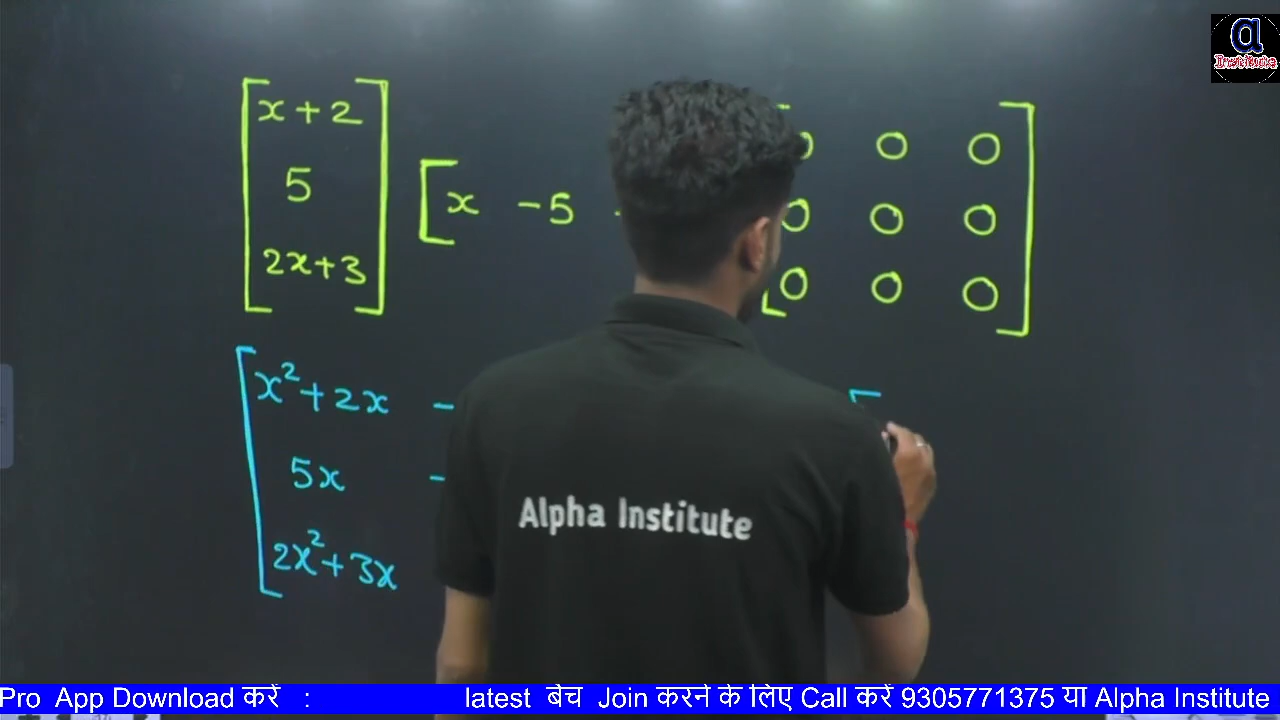 α
Institute
x + 2
5
2x+3
x -5
0 0 0
0 0 0
0 0 0
x²+2x -
5x -
2x²+3x
Alpha Institute
Pro App Download करें : latest बैच Join करने के लिए Call करें 9305771375 या Alpha Institute